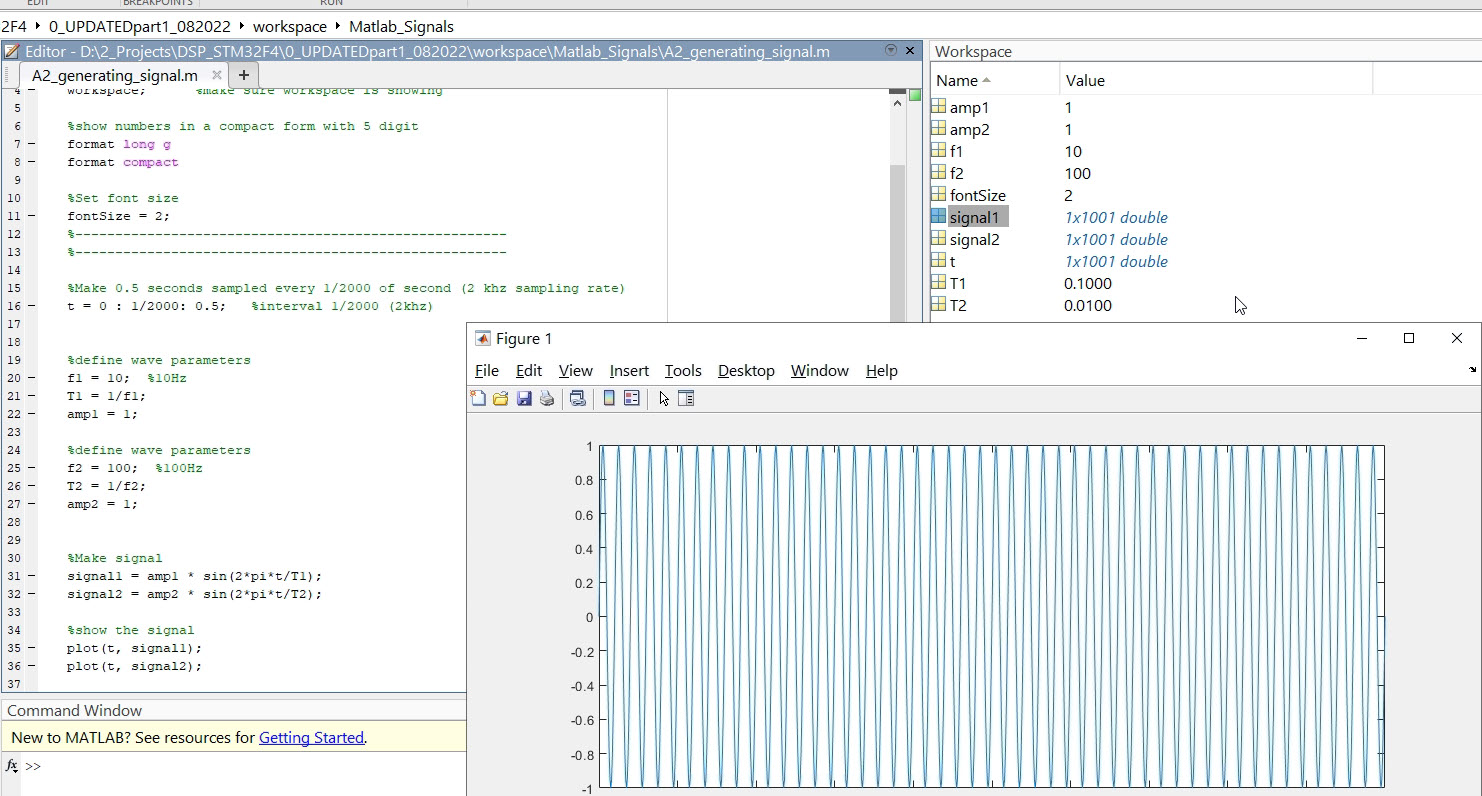 EDIT BREAKPOINTS RUN
2F4 ▸ 0_UPDATEDpart1_082022 ▸ workspace ▸ Matlab_Signals
Editor - D:\2_Projects\DSP_STM32F4\0_UPDATEDpart1_082022\workspace\Matlab_Signals\A2_generating_signal.m
A2_generating_signal.m × +
4 – workspace; %make sure workspace is showing
5
6 %show numbers in a compact form with 5 digit
7 – format long g
8 – format compact
9
10 %Set font size
11 – fontSize = 2;
12 %------------------------------------------------------
13 %------------------------------------------------------
14
15 %Make 0.5 seconds sampled every 1/2000 of second (2 khz sampling rate)
16 – t = 0 : 1/2000: 0.5; %interval 1/2000 (2khz)
17
18
19 %define wave parameters
20 – f1 = 10; %10Hz
21 – T1 = 1/f1;
22 – amp1 = 1;
23
24 %define wave parameters
25 – f2 = 100; %100Hz
26 – T2 = 1/f2;
27 – amp2 = 1;
28
29
30 %Make signal
31 – signal1 = amp1 * sin(2*pi*t/T1);
32 – signal2 = amp2 * sin(2*pi*t/T2);
33
34 %show the signal
35 – plot(t, signal1);
36 – plot(t, signal2);
37
Command Window
New to MATLAB? See resources for Getting Started.
fx >>
Workspace
Name Value
amp1 1
amp2 1
f1 10
f2 100
fontSize 2
signal1 1x1001 double
signal2 1x1001 double
t 1x1001 double
T1 0.1000
T2 0.0100
Figure 1
File Edit View Insert Tools Desktop Window Help
1
0.8
0.6
0.4
0.2
0
-0.2
-0.4
-0.6
-0.8
-1